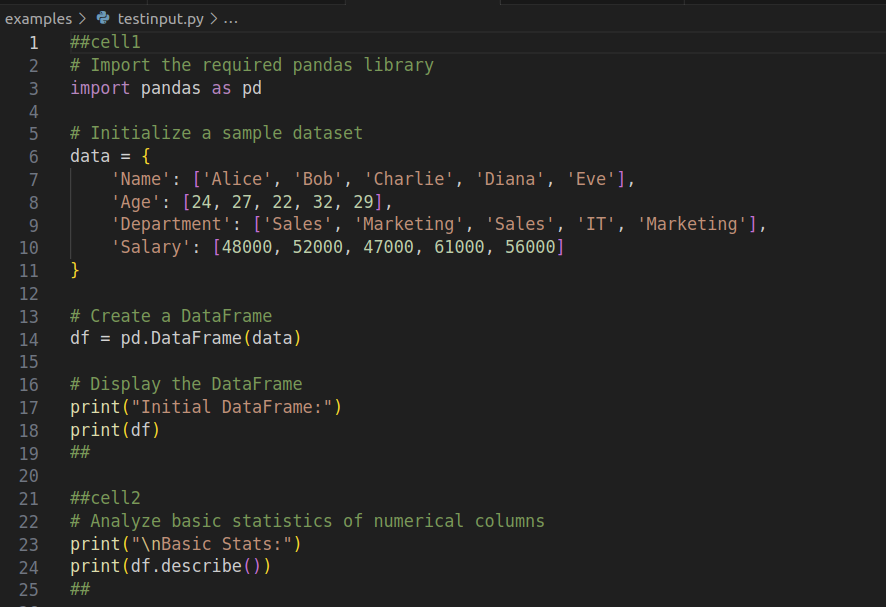 examples > testinput.py > ...
1 ##cell1
2 # Import the required pandas library
3 import pandas as pd
4
5 # Initialize a sample dataset
6 data = {
7     'Name': ['Alice', 'Bob', 'Charlie', 'Diana', 'Eve'],
8     'Age': [24, 27, 22, 32, 29],
9     'Department': ['Sales', 'Marketing', 'Sales', 'IT', 'Marketing'],
10     'Salary': [48000, 52000, 47000, 61000, 56000]
11 }
12
13 # Create a DataFrame
14 df = pd.DataFrame(data)
15
16 # Display the DataFrame
17 print("Initial DataFrame:")
18 print(df)
19 ##
20
21 ##cell2
22 # Analyze basic statistics of numerical columns
23 print("\nBasic Stats:")
24 print(df.describe())
25 ##